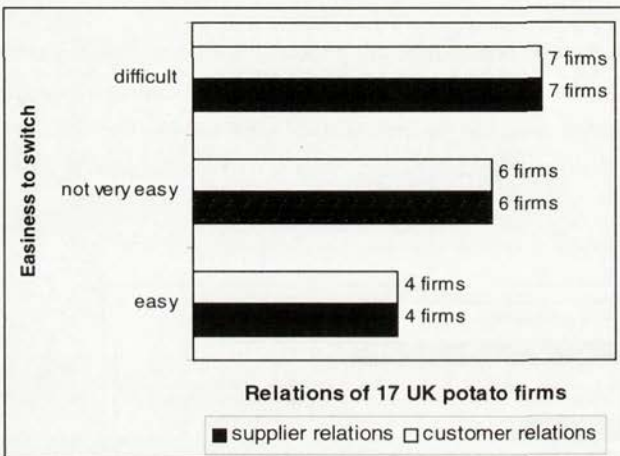 difficult
7 firms
7 firms
not very easy
6 firms
6 firms
easy
4 firms
4 firms
Easiness to switch
Relations of 17 UK potato firms
supplier relations customer relations